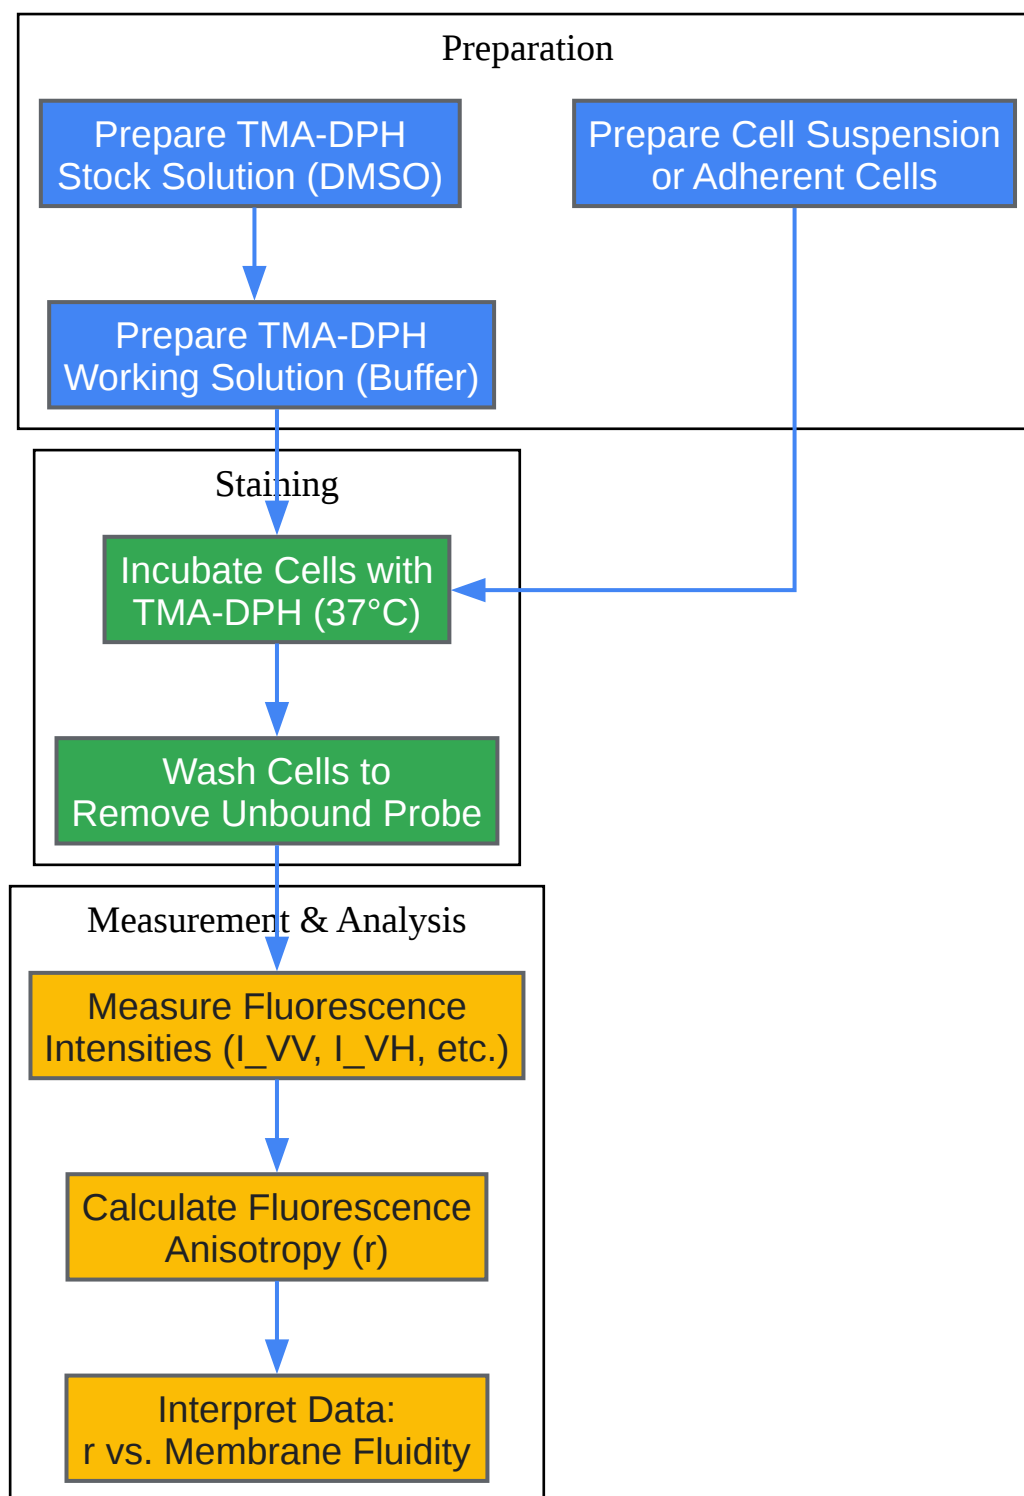 Preparation
Prepare TMA-DPH
Stock Solution (DMSO)
Prepare Cell Suspension
or Adherent Cells
Prepare TMA-DPH
Working Solution (Buffer)
Staining
Incubate Cells with
TMA-DPH (37°C)
Wash Cells to
Remove Unbound Probe
Measurement & Analysis
Measure Fluorescence
Intensities (I_VV, I_VH, etc.)
Calculate Fluorescence
Anisotropy (r)
Interpret Data:
r vs. Membrane Fluidity